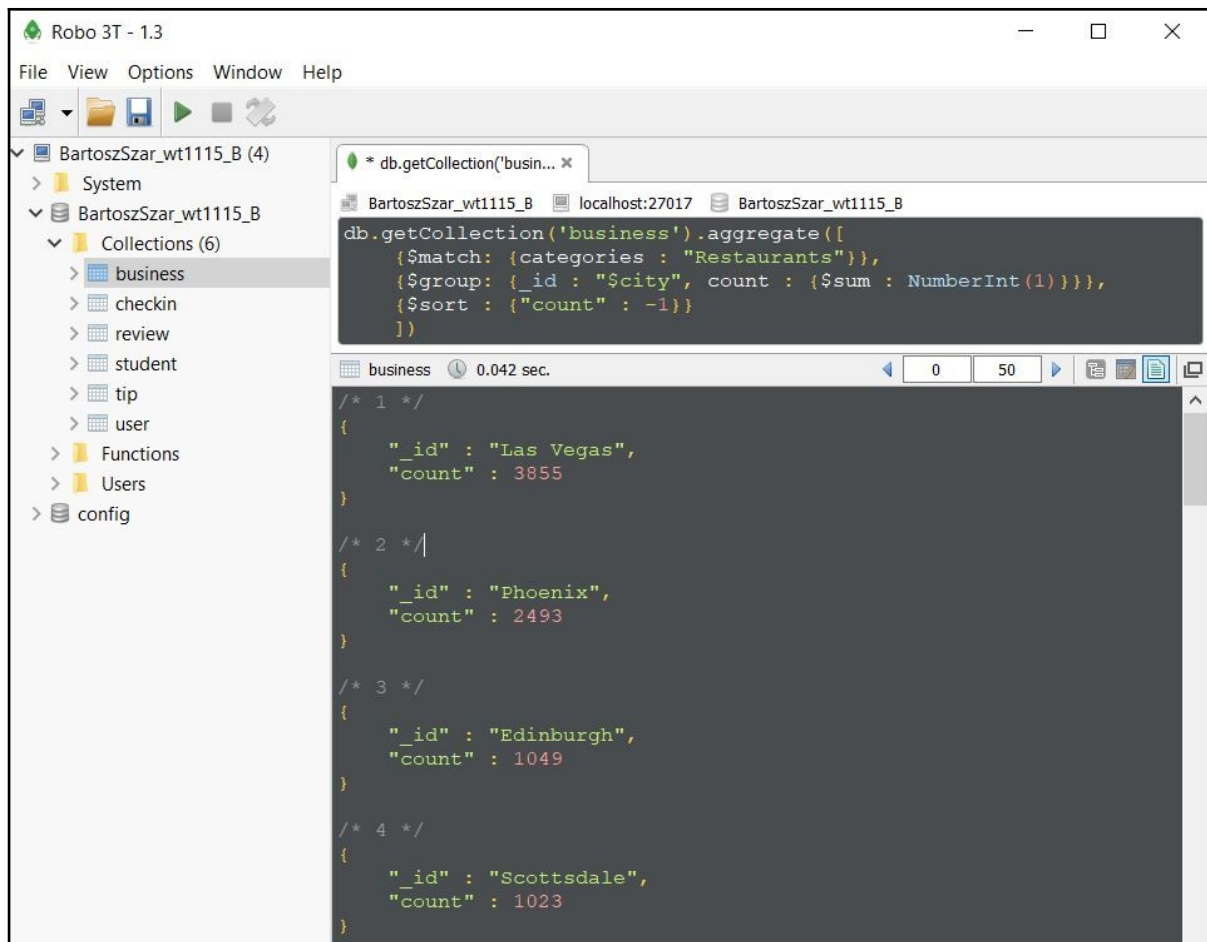 Robo 3T - 1.3
File View Options Window Help
BartoszSzar_wt1115_B (4)
System
BartoszSzar_wt1115_B
Collections (6)
business
checkin
review
student
tip
user
Functions
Users
config
* db.getCollection('busin...
BartoszSzar_wt1115_B localhost:27017 BartoszSzar_wt1115_B
db.getCollection('business').aggregate([
    {$match: {categories : "Restaurants"}},
    {$group: {_id : "$city", count : {$sum : NumberInt(1)}}},
    {$sort : {"count" : -1}}
    ])
business 0.042 sec. 0 50
/* 1 */
{
    "_id" : "Las Vegas",
    "count" : 3855
}
/* 2 */
{
    "_id" : "Phoenix",
    "count" : 2493
}
/* 3 */
{
    "_id" : "Edinburgh",
    "count" : 1049
}
/* 4 */
{
    "_id" : "Scottsdale",
    "count" : 1023
}